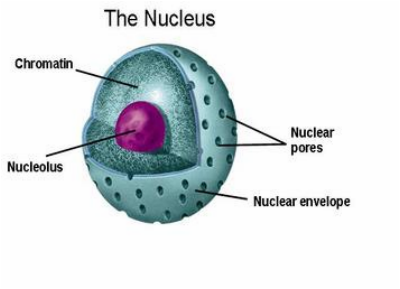 The Nucleus
Chromatin
Nucleolus
Nuclear
pores
Nuclear envelope